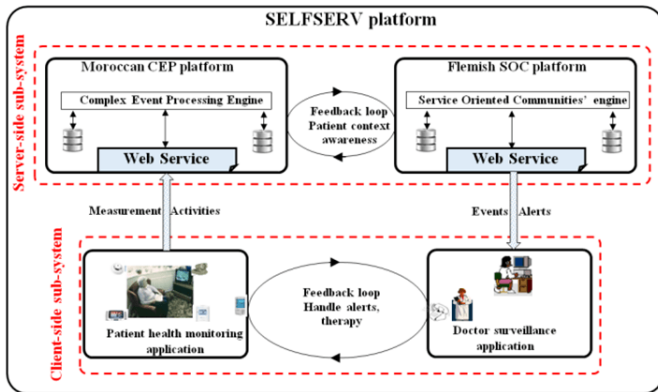 SELFSERV platform
Server-side sub-system
Moroccan CEP platform
Complex Event Processing Engine
Web Service
Feedback loop
Patient context
awareness
Flemish SOC platform
Service Oriented Communities' engine
Web Service
Measurement Activities
Events Alerts
Client-side sub-system
Patient health monitoring
application
Feedback loop
Handle alerts,
therapy
Doctor surveillance
application